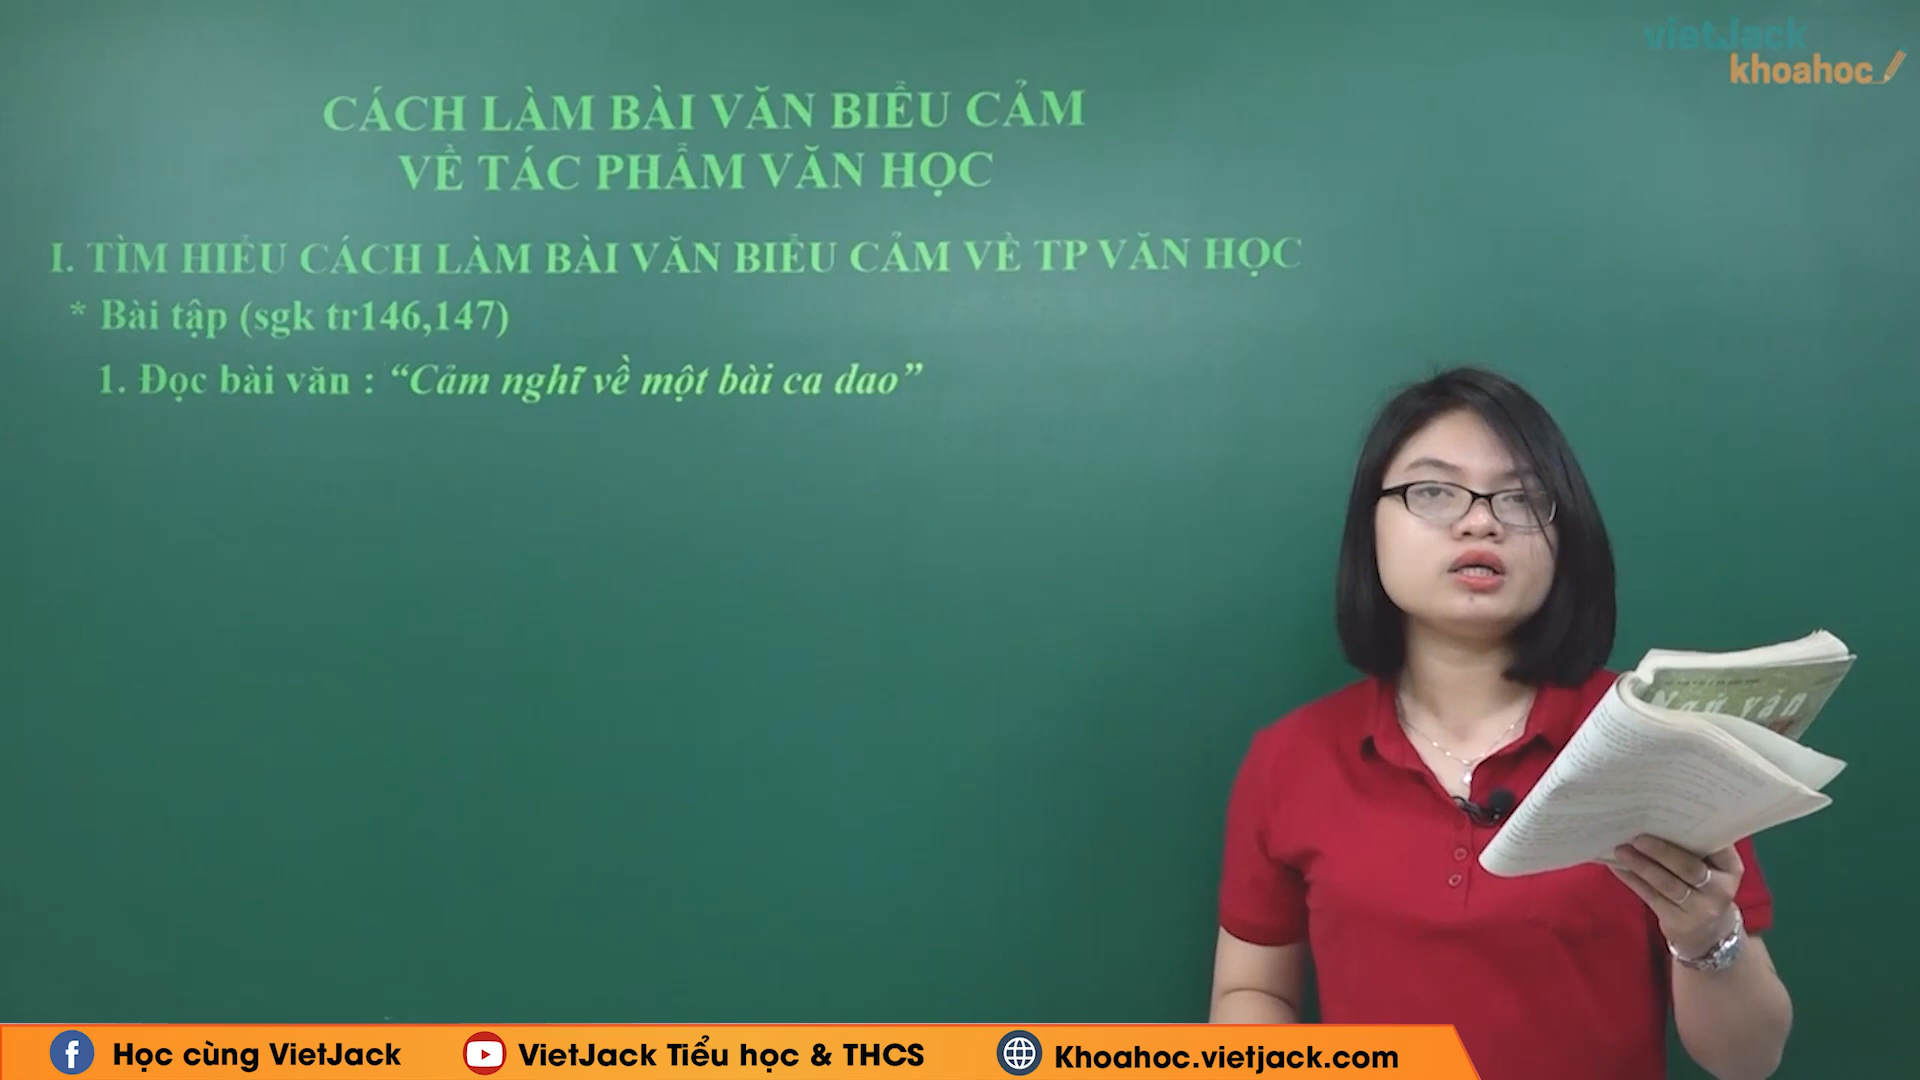 vietJack
khoahoc
CÁCH LÀM BÀI VĂN BIỂU CẢM
VỀ TÁC PHẨM VĂN HỌC
I. TÌM HIỂU CÁCH LÀM BÀI VĂN BIỂU CẢM VỀ TP VĂN HỌC
* Bài tập (sgk tr146,147)
1. Đọc bài văn : “Cảm nghĩ về một bài ca dao”
Ngữ văn
Học cùng VietJack
VietJack Tiểu học & THCS
Khoahoc.vietjack.com